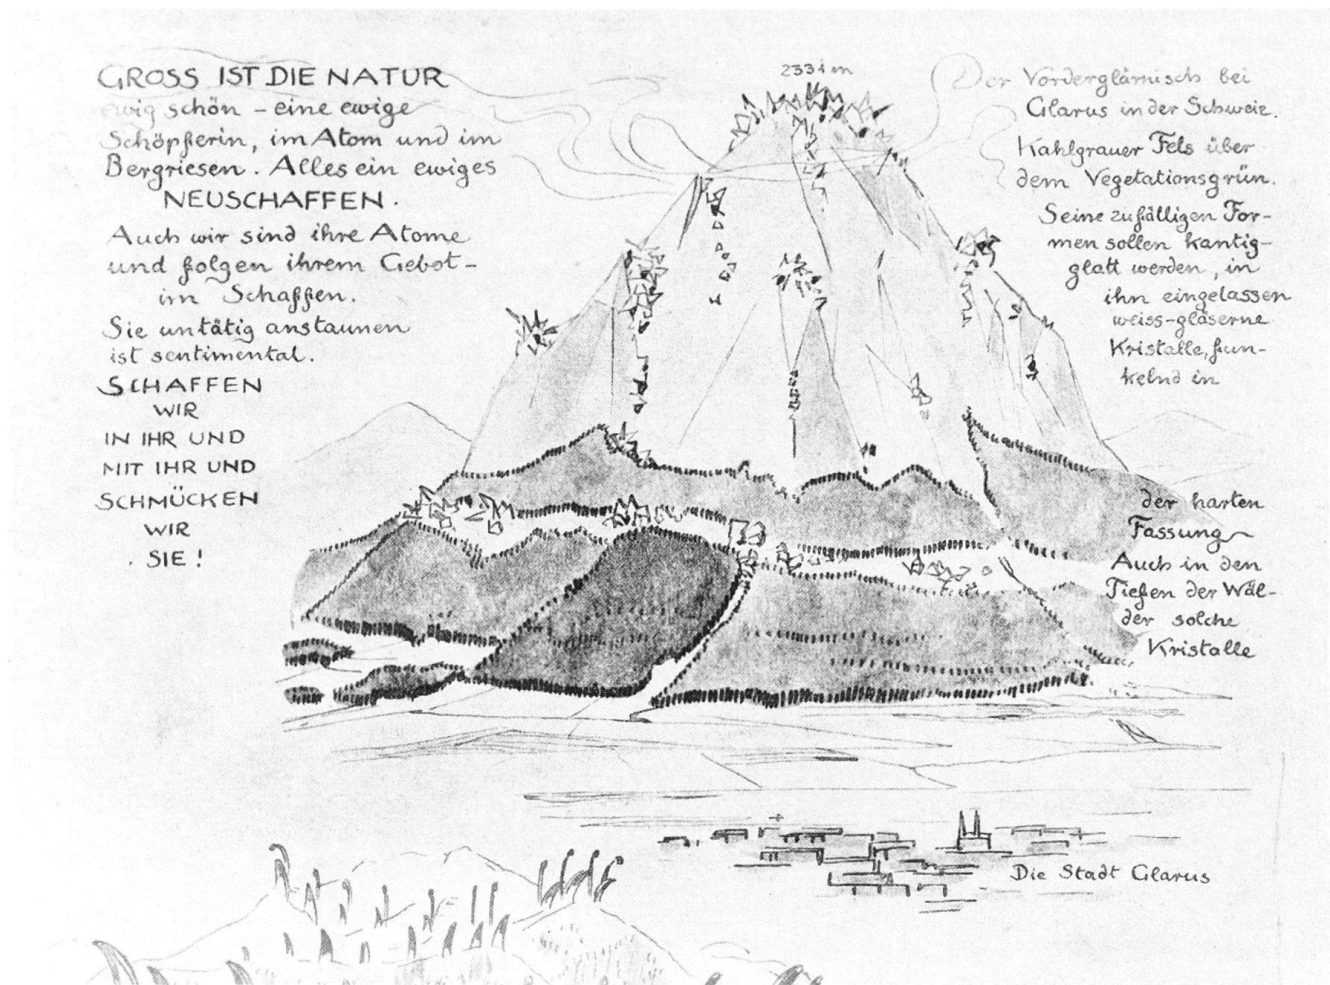 GROSS IST DIE NATUR
ewig schön – eine ewige
Schöpferin, im Atom und im
Bergriesen. Alles ein ewiges
NEUSCHAFFEN.
Auch wir sind ihre Atome
und folgen ihrem Gebot –
im Schaffen.
Sie untätig anstaunen
ist sentimental.
SCHAFFEN
WIR
IN IHR UND
MIT IHR UND
SCHMÜCKEN
WIR
SIE!
2331m
Der Vorderglärnisch bei
Glarus in der Schweiz.
Kahlgrauer Fels über
dem Vegetationsgrün.
Seine zufälligen For-
men sollen kantig-
glatt werden, in
ihn eingelassen
weiss-gläserne
Kristalle, fun-
kelnd in
der harten
Fassung
Auch in den
Tiefen der Wäl-
der solche
Kristalle
Die Stadt Glarus